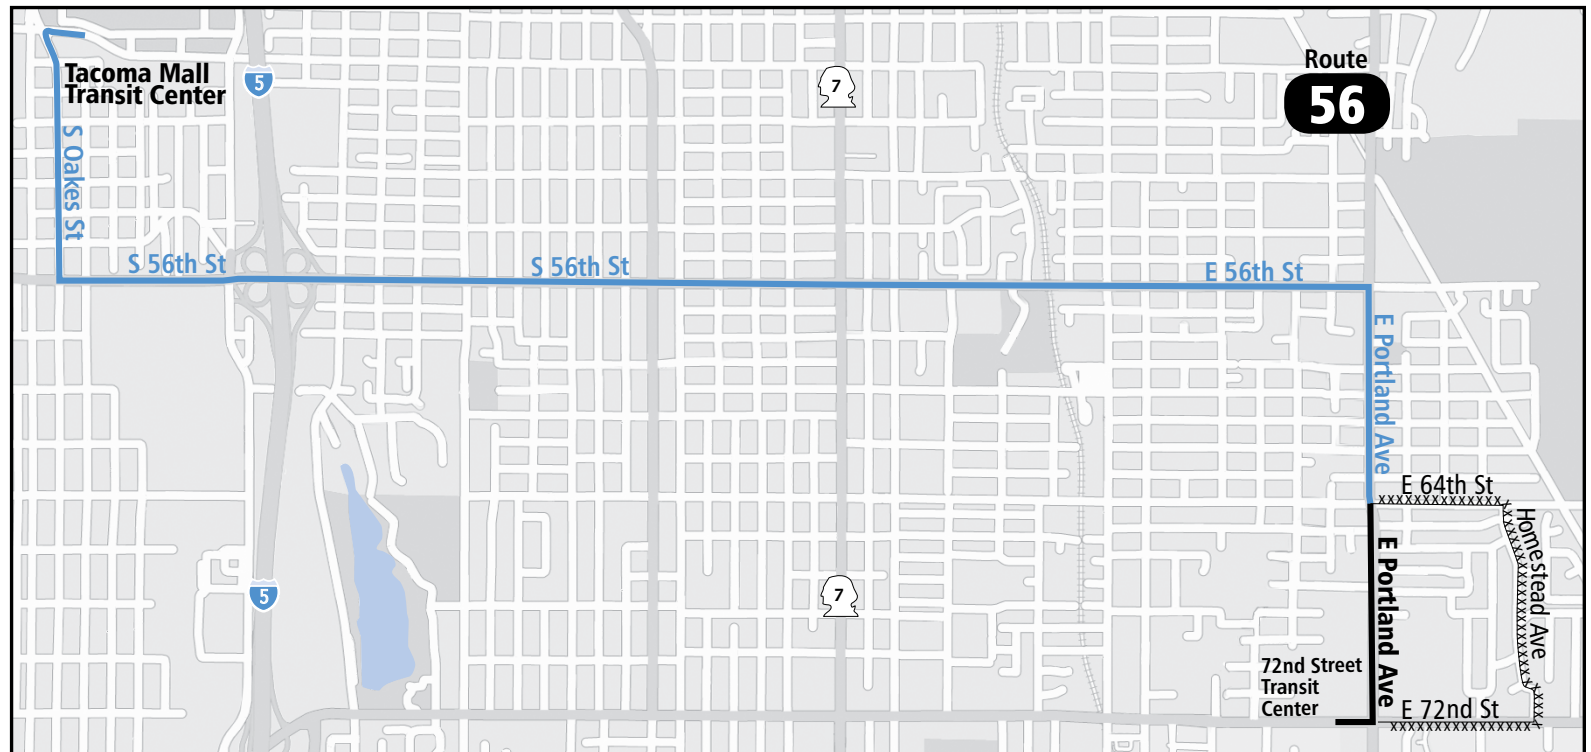 Route
56
Tacoma Mall
Transit Center
5
7
S Oakes St
S 56th St
S 56th St
E 56th St
E Portland Ave
E 64th St
Homestead Ave
E Portland Ave
5
7
72nd Street
Transit
Center
E 72nd St